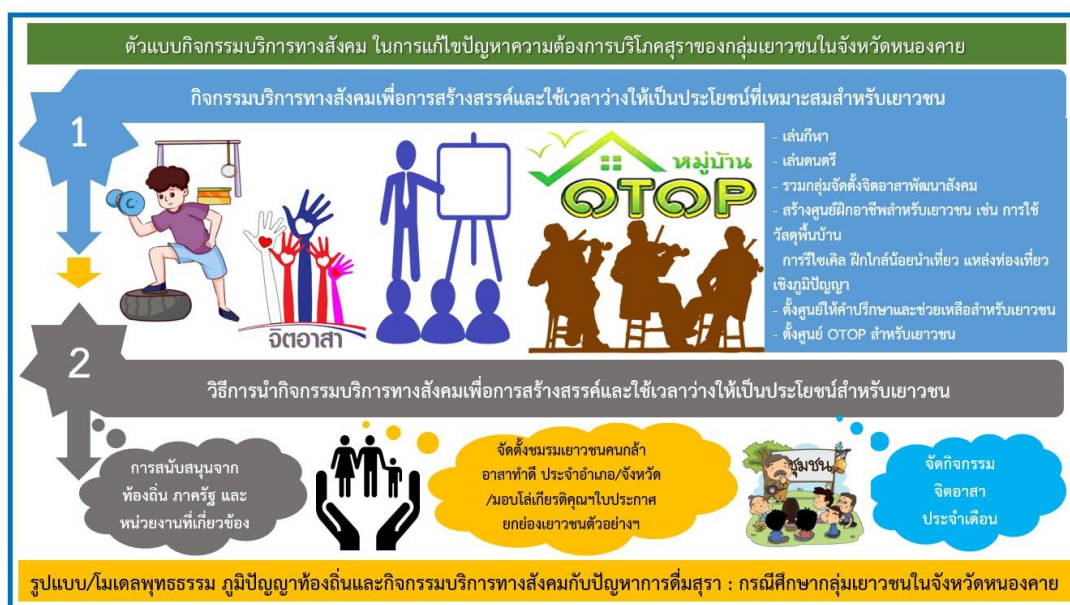 ตัวแบบกิจกรรมบริการทางสังคม ในการแก้ไขปัญหาความต้องการบริโภคสุราของกลุ่มเยาวชนในจังหวัดหนองคาย
1
กิจกรรมบริการทางสังคมเพื่อการสร้างสรรค์และใช้เวลาว่างให้เป็นประโยชน์ที่เหมาะสมสำหรับเยาวชน
จิตอาสา
หมู่บ้าน
OTOP
- เล่นกีฬา
- เล่นดนตรี
- รวมกลุ่มจัดตั้งจิตอาสาพัฒนาสังคม
- สร้างศูนย์ฝึกอาชีพสำหรับเยาวชน เช่น การใช้
วัสดุพื้นบ้าน
การรีไซเคิล ฝึกไกล์น้อยนำเที่ยว แหล่งท่องเที่ยว
เชิงภูมิปัญญา
- ตั้งศูนย์ให้คำปรึกษาและช่วยเหลือสำหรับเยาวชน
- ตั้งศูนย์ OTOP สำหรับเยาวชน
2
วิธีการนำกิจกรรมบริการทางสังคมเพื่อการสร้างสรรค์และใช้เวลาว่างให้เป็นประโยชน์สำหรับเยาวชน
การสนับสนุนจาก
ท้องถิ่น ภาครัฐ และ
หน่วยงานที่เกี่ยวข้อง
จัดตั้งชมรมเยาวชนคนกล้า
อาสาทำดี ประจำอำเภอ/จังหวัด
/มอบโล่เกียรติคุณฯใบประกาศ
ยกย่องเยาวชนตัวอย่างฯ
ชุมชน
จัดกิจกรรม
จิตอาสา
ประจำเดือน
รูปแบบ/โมเดลพุทธธรรม ภูมิปัญญาท้องถิ่นและกิจกรรมบริการทางสังคมกับปัญหาการดื่มสุรา : กรณีศึกษากลุ่มเยาวชนในจังหวัดหนองคาย